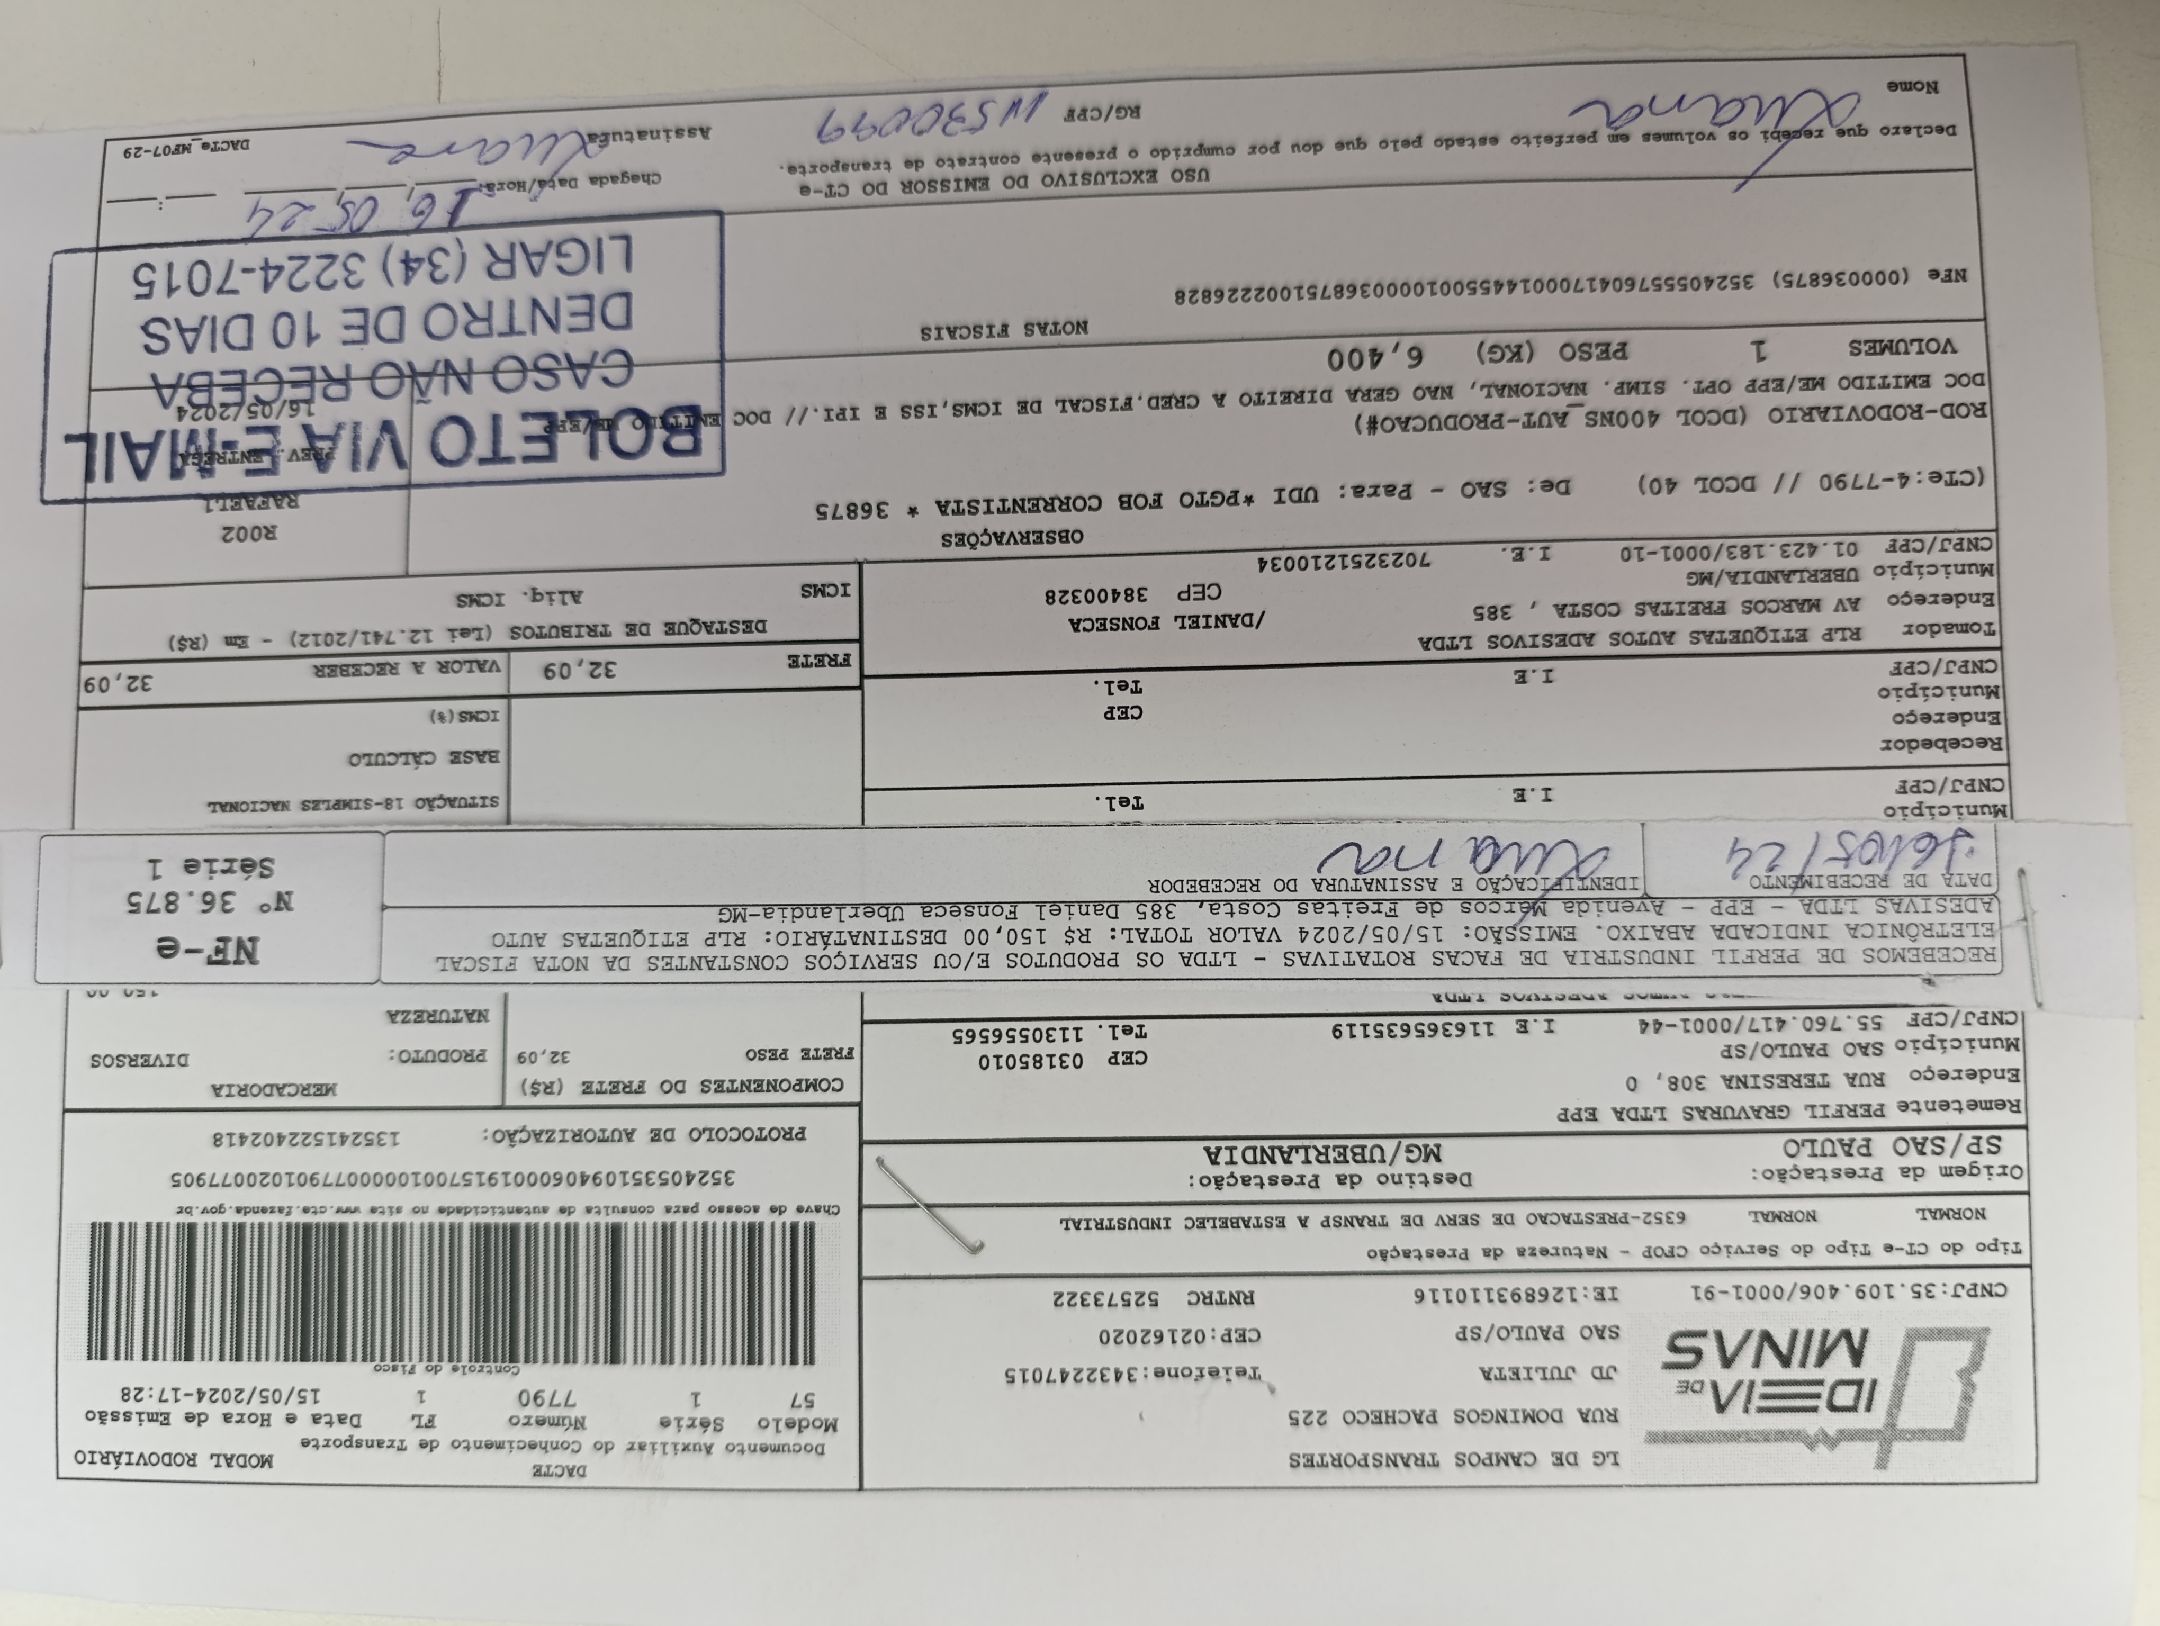 IDEIA DE MINAS
LG DE CAMPOS TRANSPORTES
RUA DOMINGOS PACHECO 225
JD JULIETA Telefone:3432247015
SAO PAULO/SP CEP:02162020
CNPJ:35.109.406/0001-91 IE:126893110116 RNTRC 52573322
DACTE
Documento Auxiliar do Conhecimento de Transporte
MODAL RODOVIÁRIO
Modelo Série Número FL Data e Hora de Emissão
57 1 7790 1 15/05/2024-17:28
Controle do Fisco
Chave de acesso para consulta de autenticidade no site www.cte.fazenda.gov.br
35240535109406000191570010000077901020077905
PROTOCOLO DE AUTORIZAÇÃO: 135241522402418
Tipo do CT-e Tipo do Serviço CFOP - Natureza da Prestação
NORMAL NORMAL 6352-PRESTACAO DE SERV DE TRANSP A ESTABELEC INDUSTRIAL
Origem da Prestação: Destino da Prestação:
SP/SAO PAULO MG/UBERLANDIA
Remetente PERFIL GRAVURAS LTDA EPP
Endereço RUA TERESINA 308, 0
Município SAO PAULO/SP CEP 03185010
CNPJ/CPF 55.760.417/0001-44 I.E 116365635119 Tel. 1130556565
COMPONENTES DO FRETE (R$) MERCADORIA
FRETE PESO 32,09 PRODUTO: DIVERSOS
NATUREZA
RECEBEMOS DE PERFIL INDUSTRIA DE FACAS ROTATIVAS - LTDA OS PRODUTOS E/OU SERVIÇOS CONSTANTES DA NOTA FISCAL
ELETRÔNICA INDICADA ABAIXO. EMISSÃO: 15/05/2024 VALOR TOTAL: R$ 150,00 DESTINATÁRIO: RLP ETIQUETAS AUTO
ADESIVAS LTDA - EPP - Avenida Marcos de Freitas Costa, 385 Daniel Fonseca Uberlandia-MG
DATA DE RECEBIMENTO IDENTIFICAÇÃO E ASSINATURA DO RECEBEDOR
16/05/24 Luana
NF-e
Nº 36.875
Série 1
Município
CNPJ/CPF I.E Tel.
SITUAÇÃO 18-SIMPLES NACIONAL
Recebedor
Endereço
Município CEP
CNPJ/CPF I.E Tel.
BASE CÁLCULO
ICMS(%)
FRETE 32,09 VALOR A RECEBER 32,09
Tomador RLP ETIQUETAS AUTOS ADESIVOS LTDA
Endereço AV MARCOS FREITAS COSTA , 385 /DANIEL FONSECA
Município UBERLANDIA/MG CEP 38400328
CNPJ/CPF 01.423.183/0001-10 I.E. 7023251210034
DESTAQUE DE TRIBUTOS (Lei 12.741/2012) - Em (R$)
ICMS Aliq. ICMS
OBSERVAÇÕES
(CTe:4-7790 // DCOL 40) De: SAO - Para: UDI *PGTO FOB CORRENTISTA * 36875
ROD-RODOVIARIO (DCOL 400NS_AUT-PRODUCAO#)
DOC EMITIDO ME/EPP OPT. SIMP. NACIONAL, NAO GERA DIREITO A CRED.FISCAL DE ICMS,ISS E IPI.// DOC EMITIDO ME/EPP
R002
RAFAEL1
PREV. ENTREGA
16/05/2024
VOLUMES 1 PESO (KG) 6,400
NOTAS FISCAIS
NFe (000036875) 35240555760417000144550010000368751002226828
BOLETO VIA E-MAIL
CASO NÃO RECEBA
DENTRO DE 10 DIAS
LIGAR (34) 3224-7015
USO EXCLUSIVO DO EMISSOR DO CT-e
Declaro que recebi os volumes em perfeito estado pelo que dou por cumprido o presente contrato de transporte.
Chegada Data/Hora: 16 05 24
Nome Luana RG/CPF Assinatura Luana
DACTe_MF07-29